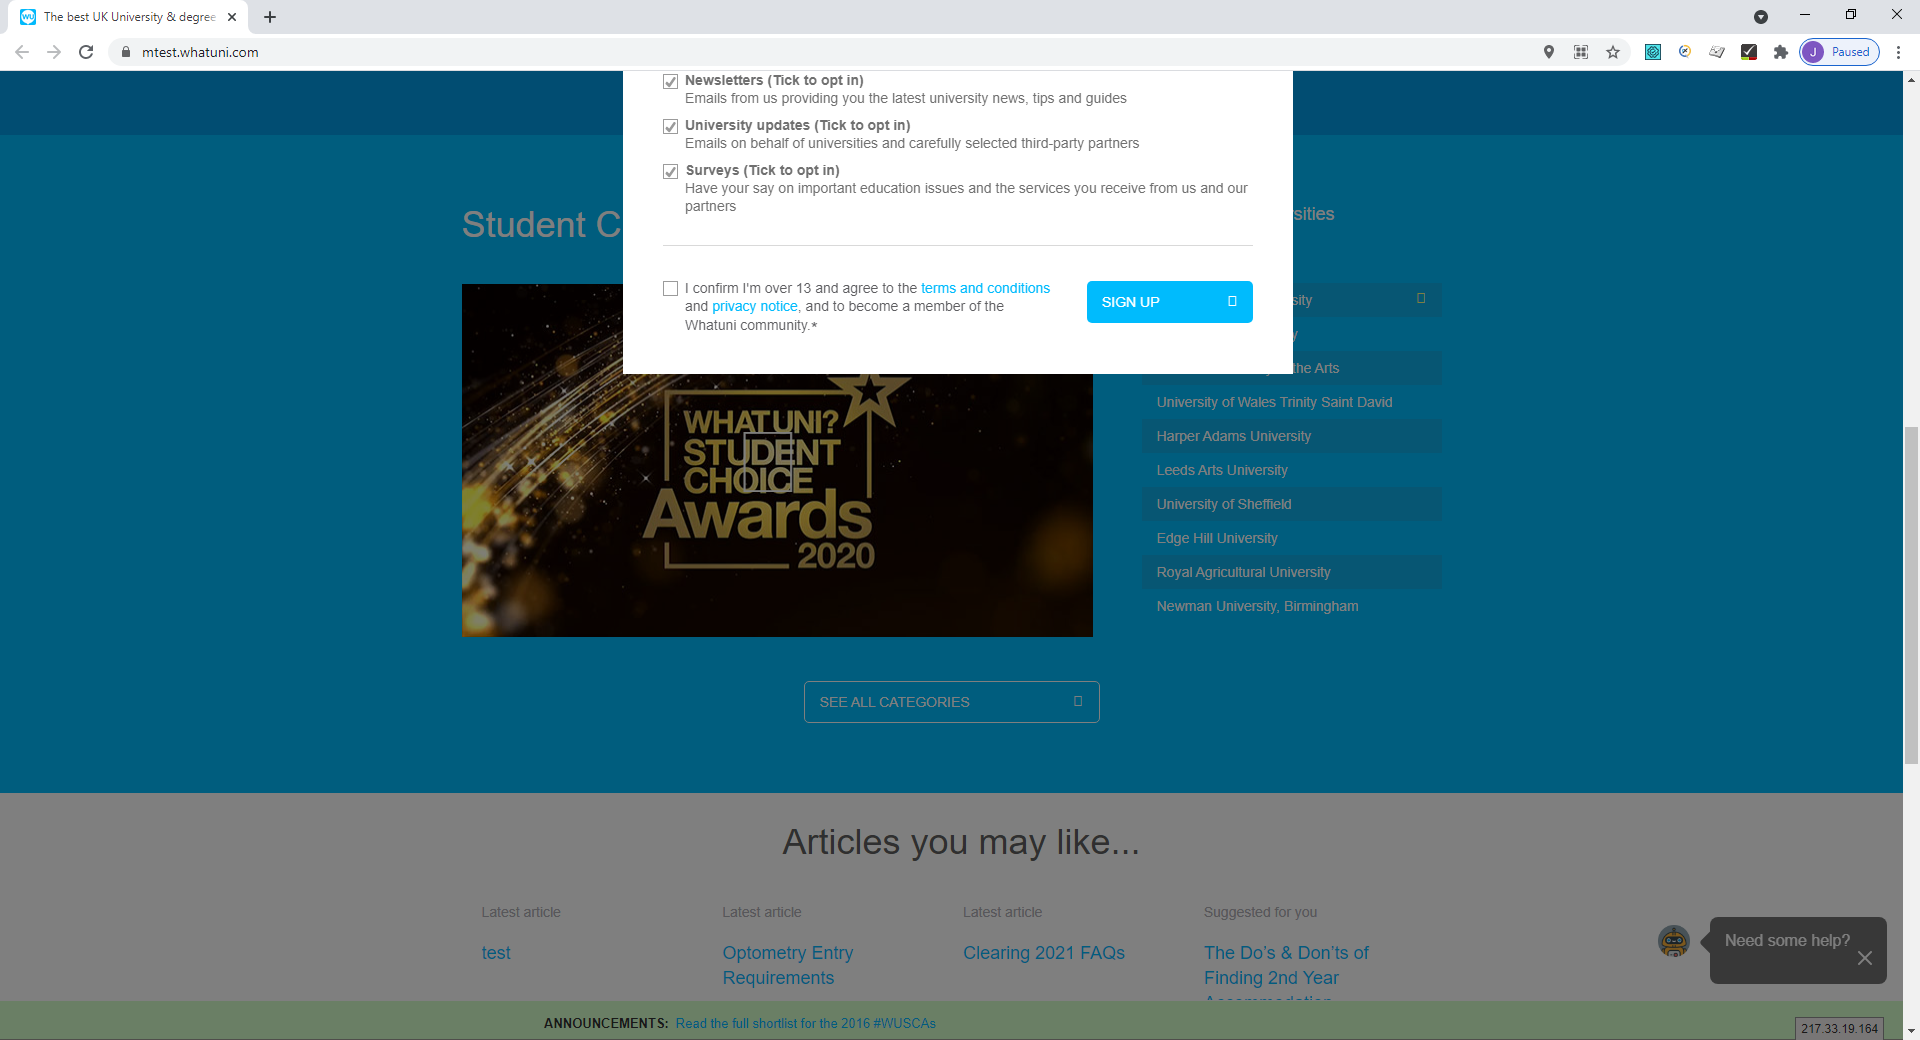 The best UK University & degree
mtest.whatuni.com
Paused
J
Newsletters (Tick to opt in)
Emails from us providing you the latest university news, tips and guides
University updates (Tick to opt in)
Emails on behalf of universities and carefully selected third-party partners
Surveys (Tick to opt in)
Have your say on important education issues and the services you receive from us and our
partners
I confirm I'm over 13 and agree to the terms and conditions
and privacy notice, and to become a member of the
Whatuni community.*
SIGN UP
Student C
sities
sity
y
the Arts
University of Wales Trinity Saint David
Harper Adams University
Leeds Arts University
University of Sheffield
Edge Hill University
Royal Agricultural University
Newman University, Birmingham
WHATUNI?
STUDENT
CHOICE
Awards
2020
SEE ALL CATEGORIES
Articles you may like...
Latest article
test
Latest article
Optometry Entry
Requirements
Latest article
Clearing 2021 FAQs
Suggested for you
The Do’s & Don’ts of
Finding 2nd Year
Accommodation
Need some help?
ANNOUNCEMENTS: Read the full shortlist for the 2016 #WUSCAs
217.33.19.164